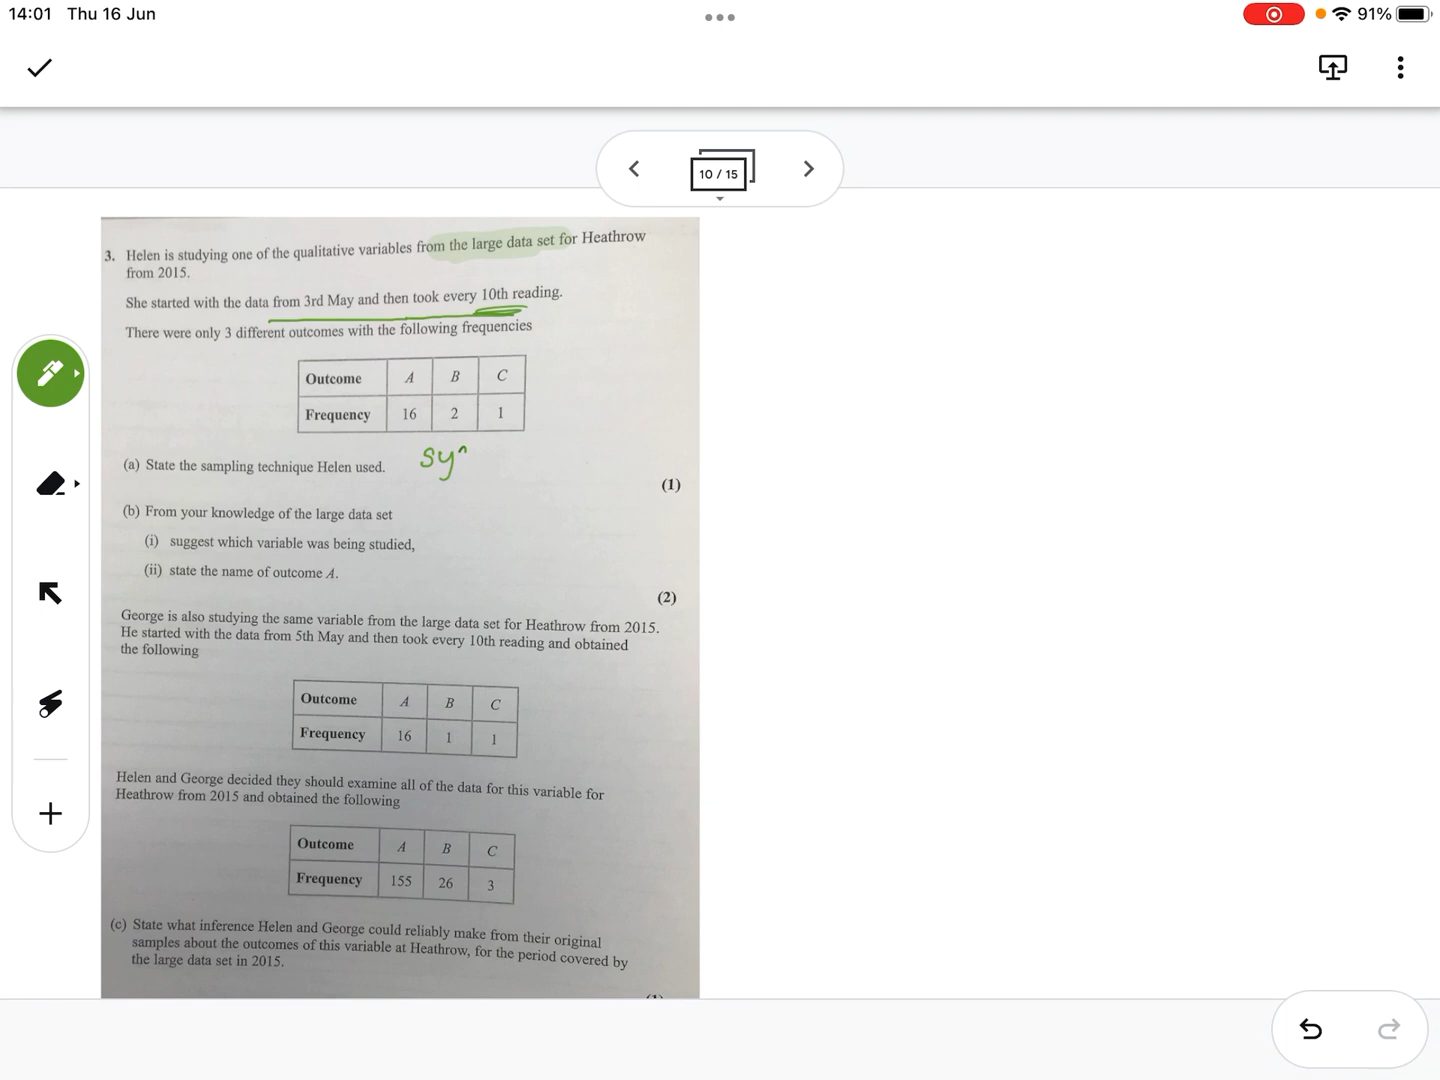 14:01 Thu 16 Jun
91%
10 / 15
3. Helen is studying one of the qualitative variables from the large data set for Heathrow
from 2015.
She started with the data from 3rd May and then took every 10th reading.
There were only 3 different outcomes with the following frequencies
Outcome A B C
Frequency 16 2 1
(a) State the sampling technique Helen used. sy
(1)
(b) From your knowledge of the large data set
(i) suggest which variable was being studied,
(ii) state the name of outcome A.
(2)
George is also studying the same variable from the large data set for Heathrow from 2015.
He started with the data from 5th May and then took every 10th reading and obtained
the following
Outcome A B C
Frequency 16 1 1
Helen and George decided they should examine all of the data for this variable for
Heathrow from 2015 and obtained the following
Outcome A B C
Frequency 155 26 3
(c) State what inference Helen and George could reliably make from their original
samples about the outcomes of this variable at Heathrow, for the period covered by
the large data set in 2015.